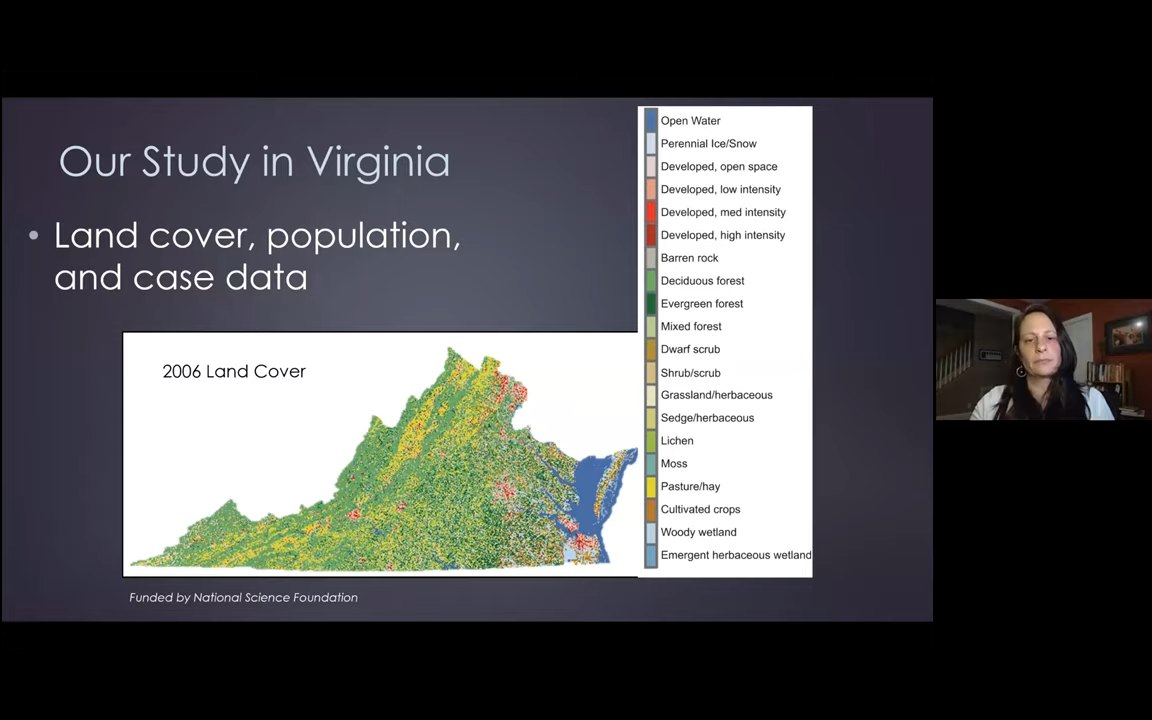 Our Study in Virginia
• Land cover, population,
and case data
2006 Land Cover
Open Water
Perennial Ice/Snow
Developed, open space
Developed, low intensity
Developed, med intensity
Developed, high intensity
Barren rock
Deciduous forest
Evergreen forest
Mixed forest
Dwarf scrub
Shrub/scrub
Grassland/herbaceous
Sedge/herbaceous
Lichen
Moss
Pasture/hay
Cultivated crops
Woody wetland
Emergent herbaceous wetland
Funded by National Science Foundation